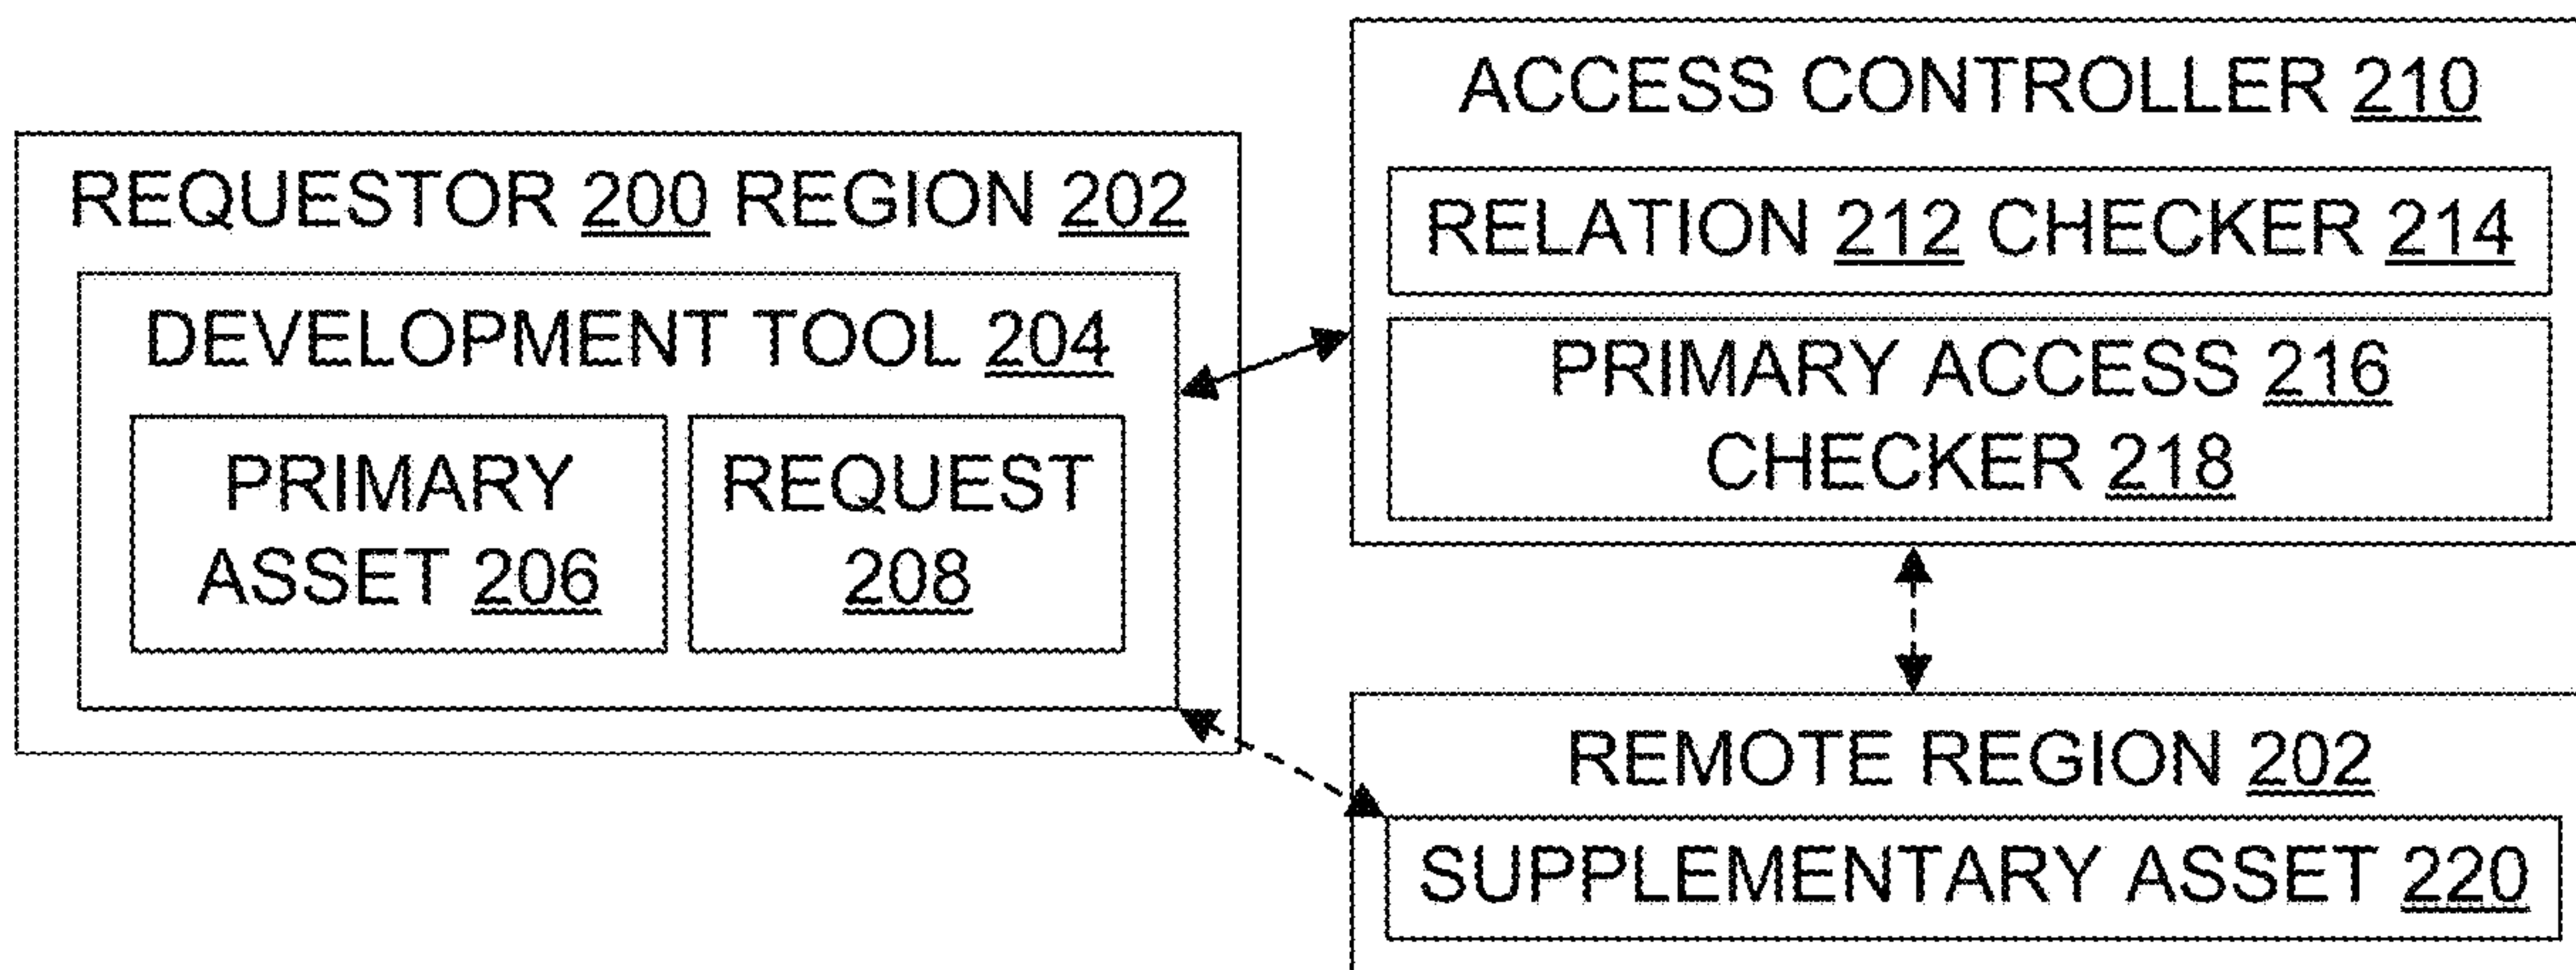 REQUESTOR 200 REGION 202
DEVELOPMENT TOOL 204
PRIMARY
ASSET 206
REQUEST
208
ACCESS CONTROLLER 210
RELATION 212 CHECKER 214
PRIMARY ACCESS 216
CHECKER 218
REMOTE REGION 202
SUPPLEMENTARY ASSET 220